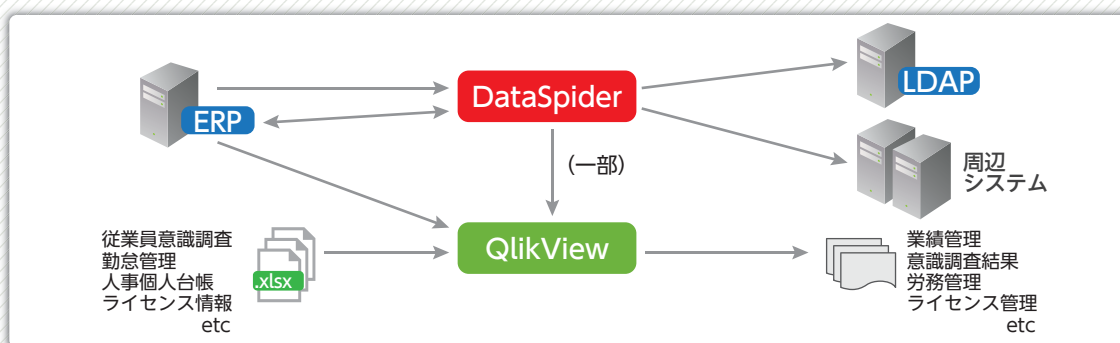 DataSpider
LDAP
ERP
(一部)
周辺
システム
従業員意識調査
勤怠管理
人事個人台帳
ライセンス情報
etc
.xlsx
QlikView
業績管理
意識調査結果
労務管理
ライセンス管理
etc